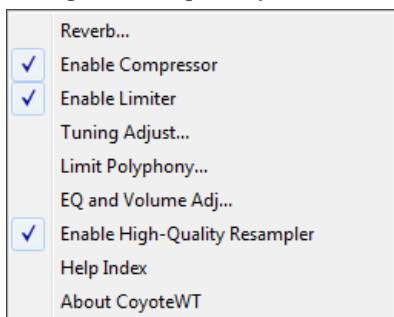 Reverb...
Enable Compressor
Enable Limiter
Tuning Adjust...
Limit Polyphony...
EQ and Volume Adj...
Enable High-Quality Resampler
Help Index
About CoyoteWT